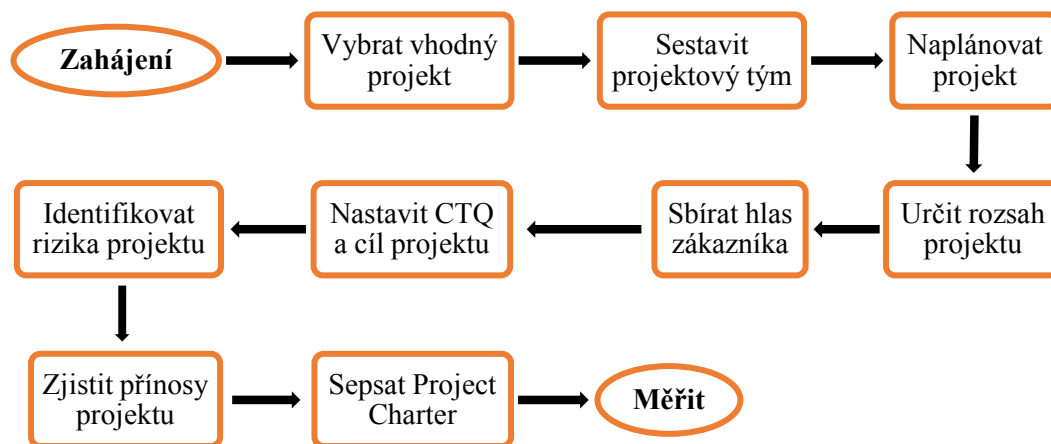 Zahájení
Vybrat vhodný
projekt
Sestavit
projektový tým
Naplánovat
projekt
Určit rozsah
projektu
Sbírat hlas
zákazníka
Nastavit CTQ
a cíl projektu
Identifikovat
rizika projektu
Zjistit přínosy
projektu
Sepsat Project
Charter
Měřit